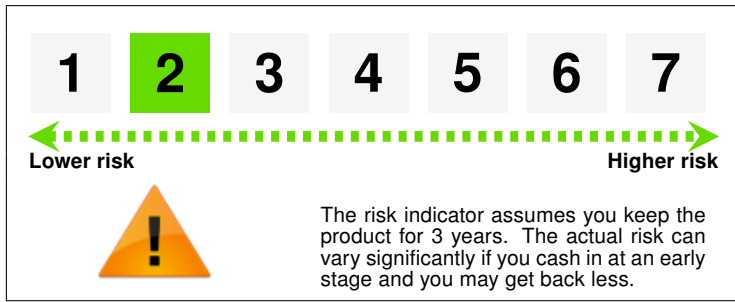 1 2 3 4 5 6 7
Lower risk Higher risk
!
The risk indicator assumes you keep the
product for 3 years. The actual risk can
vary significantly if you cash in at an early
stage and you may get back less.